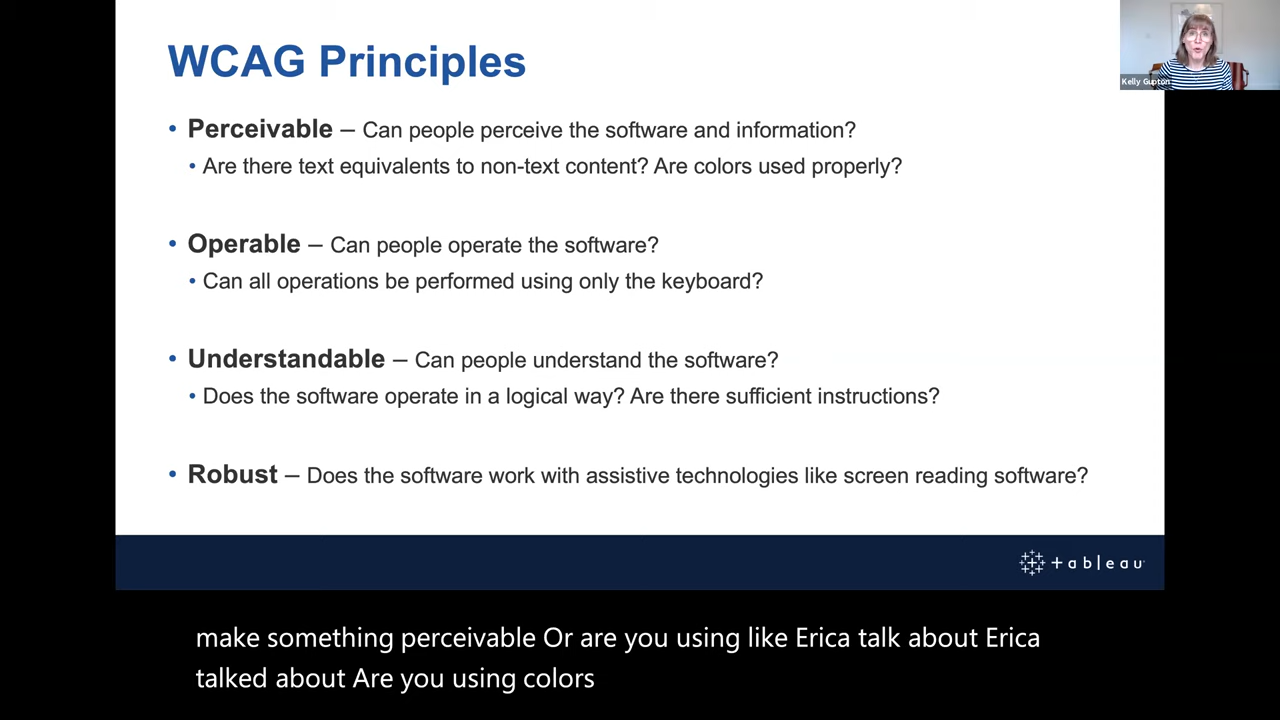 WCAG Principles
Kelly Gupton
• Perceivable – Can people perceive the software and information?
• Are there text equivalents to non-text content? Are colors used properly?
• Operable – Can people operate the software?
• Can all operations be performed using only the keyboard?
• Understandable – Can people understand the software?
• Does the software operate in a logical way? Are there sufficient instructions?
• Robust – Does the software work with assistive technologies like screen reading software?
tableau
make something perceivable Or are you using like Erica talk about Erica
talked about Are you using colors